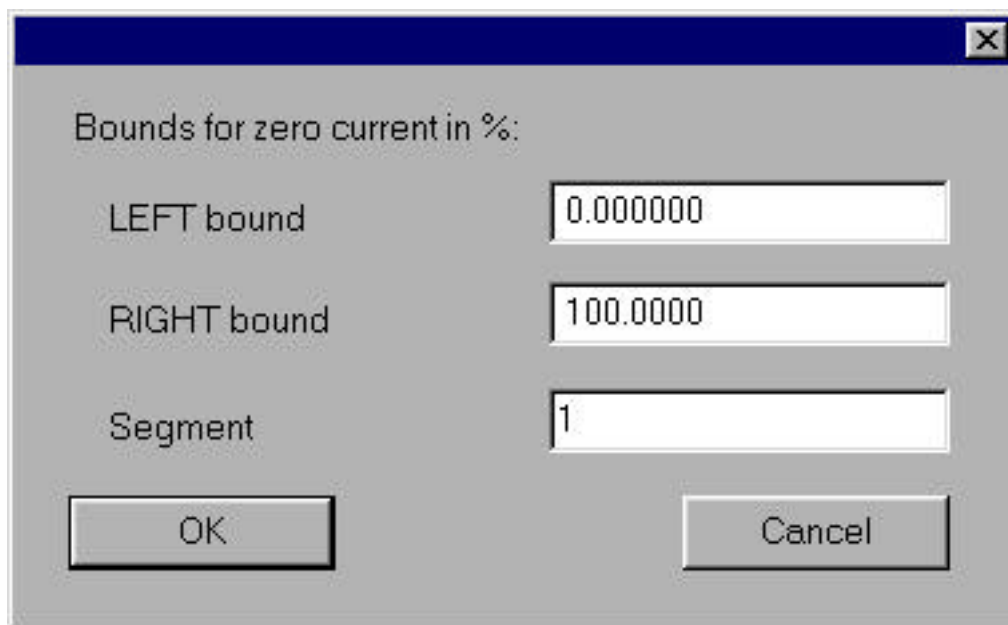 Bounds for zero current in %:
LEFT bound 0.000000
RIGHT bound 100.0000
Segment 1
OK Cancel